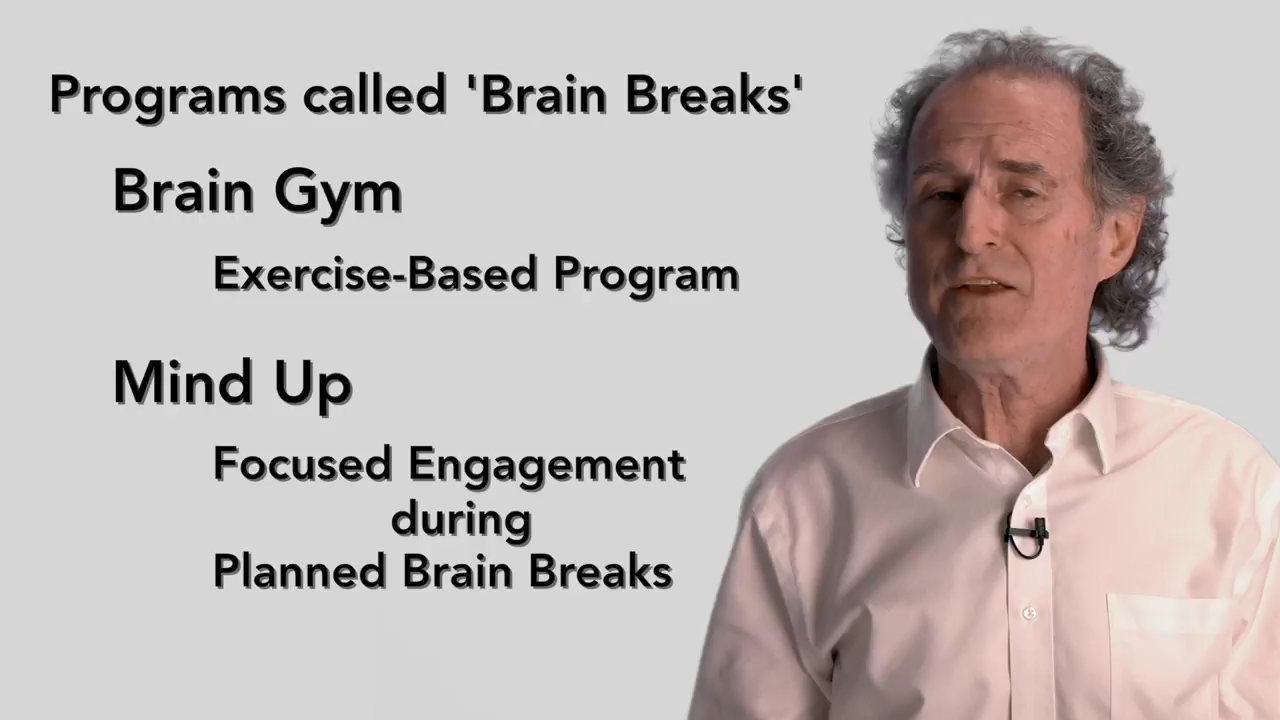 Programs called 'Brain Breaks'
Brain Gym
Exercise-Based Program
Mind Up
Focused Engagement
during
Planned Brain Breaks